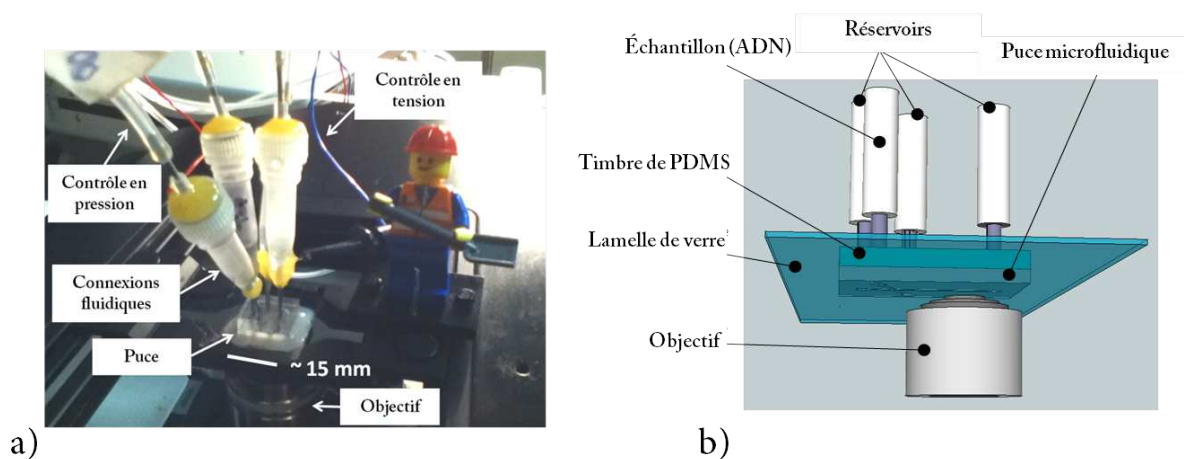 Contrôle en
tension
Contrôle en
pression
Connexions
fluidiques
Puce
~ 15 mm
Objectif
a)
Réservoirs
Échantillon (ADN)
Puce microfluidique
Timbre de PDMS
Lamelle de verre
Objectif
b)